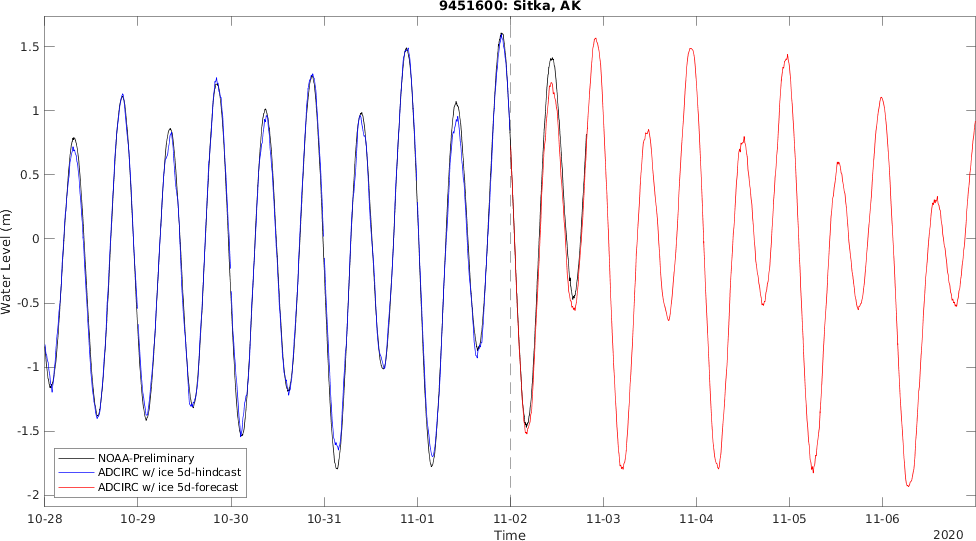 9451600: Sitka, AK
Water Level (m)
1.5
1
0.5
0
-0.5
-1
-1.5
-2
NOAA-Preliminary
ADCIRC w/ ice 5d-hindcast
ADCIRC w/ ice 5d-forecast
10-28 10-29 10-30 10-31 11-01 11-02 11-03 11-04 11-05 11-06
Time
2020